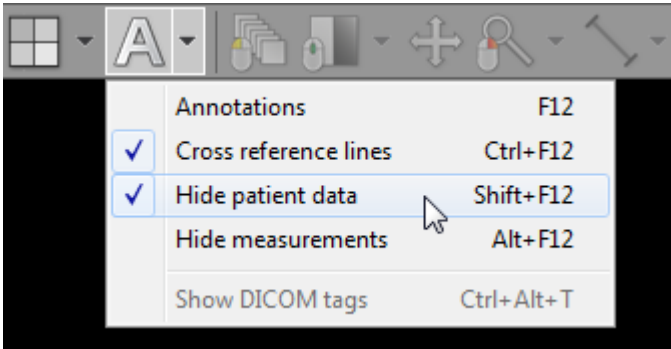 A
Annotations F12
Cross reference lines Ctrl+F12
Hide patient data Shift+F12
Hide measurements Alt+F12
Show DICOM tags Ctrl+Alt+T